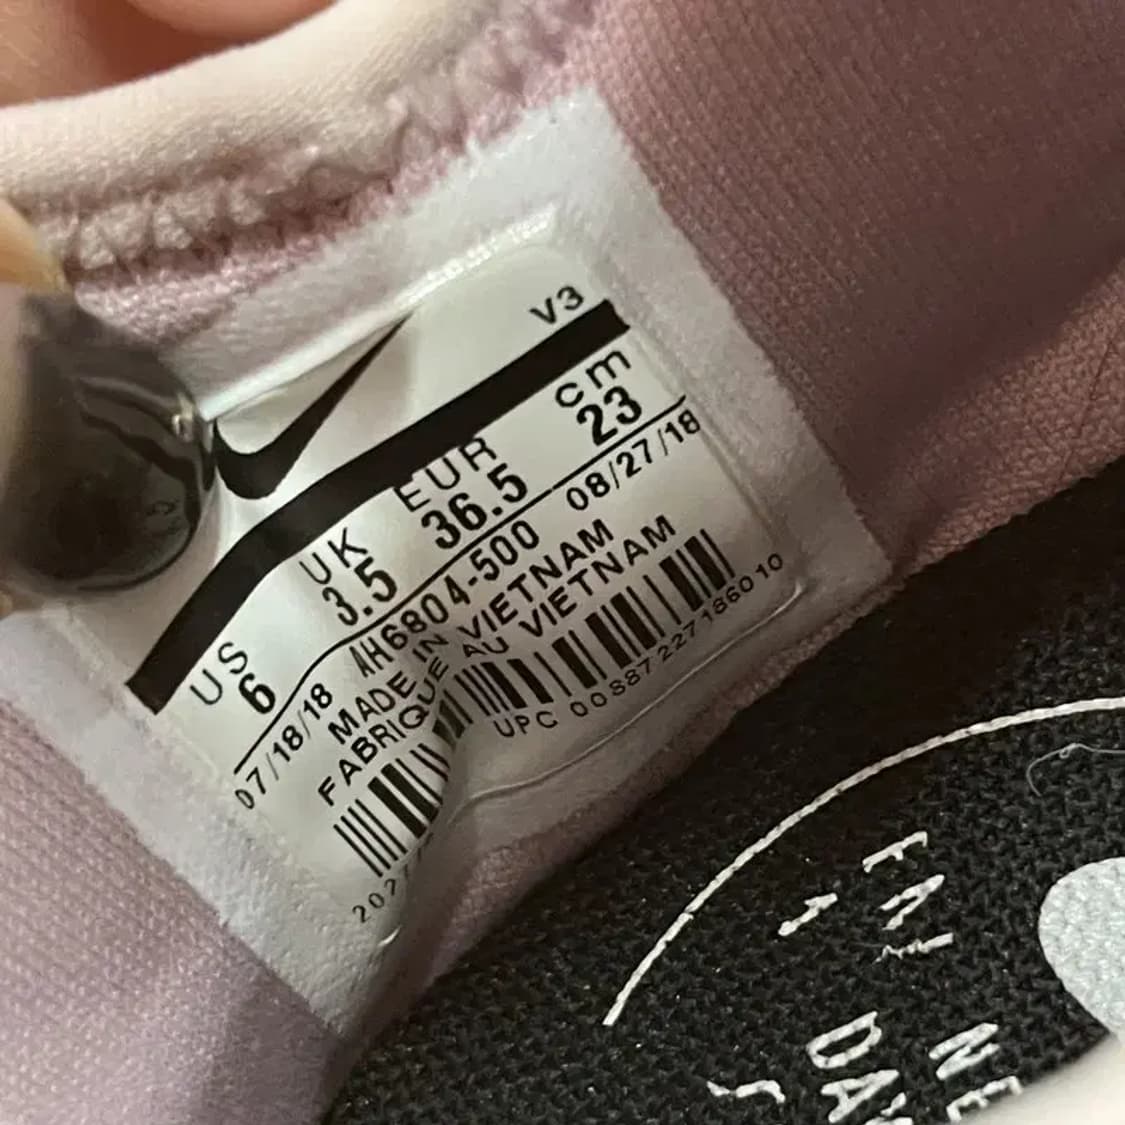 V3
US UK EUR cm
6 3.5 36.5 23
07/18/18 AH6804-500 08/27/18
MADE IN VIETNAM
FABRIQUE AU VIETNAM
UPC 00887227186010